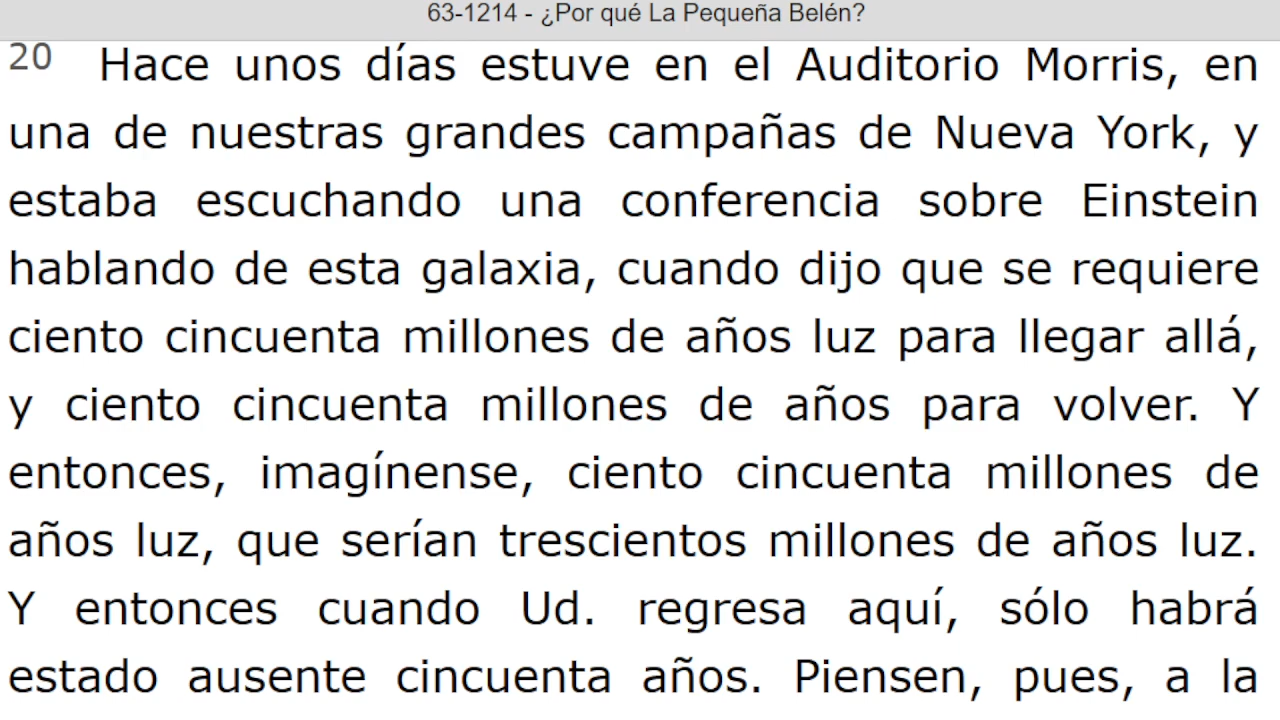 63-1214 - ¿Por qué La Pequeña Belén?
20 Hace unos días estuve en el Auditorio Morris, en
una de nuestras grandes campañas de Nueva York, y
estaba escuchando una conferencia sobre Einstein
hablando de esta galaxia, cuando dijo que se requiere
ciento cincuenta millones de años luz para llegar allá,
y ciento cincuenta millones de años para volver. Y
entonces, imagínense, ciento cincuenta millones de
años luz, que serían trescientos millones de años luz.
Y entonces cuando Ud. regresa aquí, sólo habrá
estado ausente cincuenta años. Piensen, pues, a la